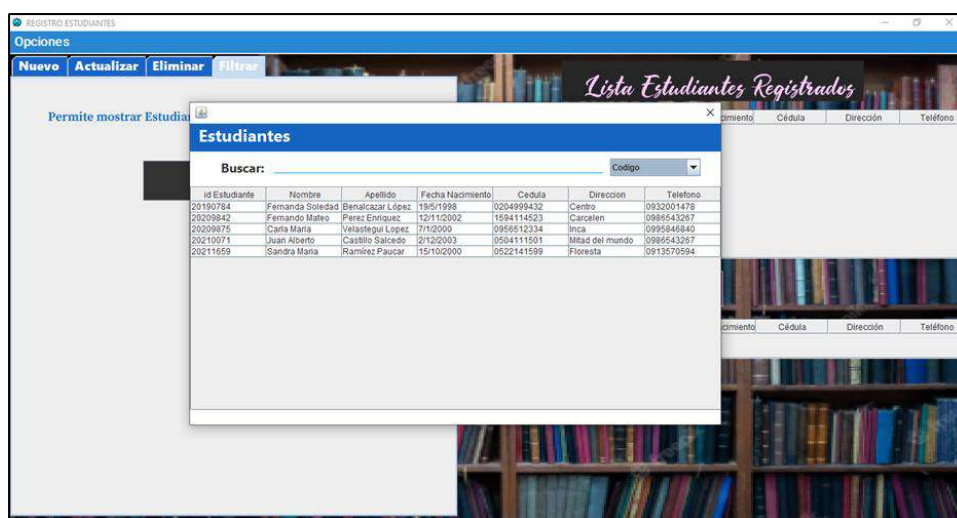 REGISTRO ESTUDIANTES
Opciones
Nuevo Actualizar Eliminar Filtrar
Lista Estudiantes Registrados
Permite mostrar Estudia
cimiento Cédula Dirección Teléfono
Estudiantes
Buscar: Codigo
id Estudiante Nombre Apellido Fecha Nacimiento Cedula Direccion Telefono
20190784 Fernanda Soledad Benalcazar López 19/5/1998 0204999432 Centro 0932001478
20209842 Fernando Mateo Perez Enriquez 12/11/2002 1594114523 Carcelen 0986543267
20209875 Carla Maria Velastegui Lopez 7/1/2000 0956512334 Inca 0995846840
20210071 Juan Alberto Castillo Salcedo 2/12/2003 0504111501 Mitad del mundo 0986543267
20211659 Sandra Maria Ramírez Paucar 15/10/2000 0522141599 Floresta 0913570594
cimiento Cédula Dirección Teléfono